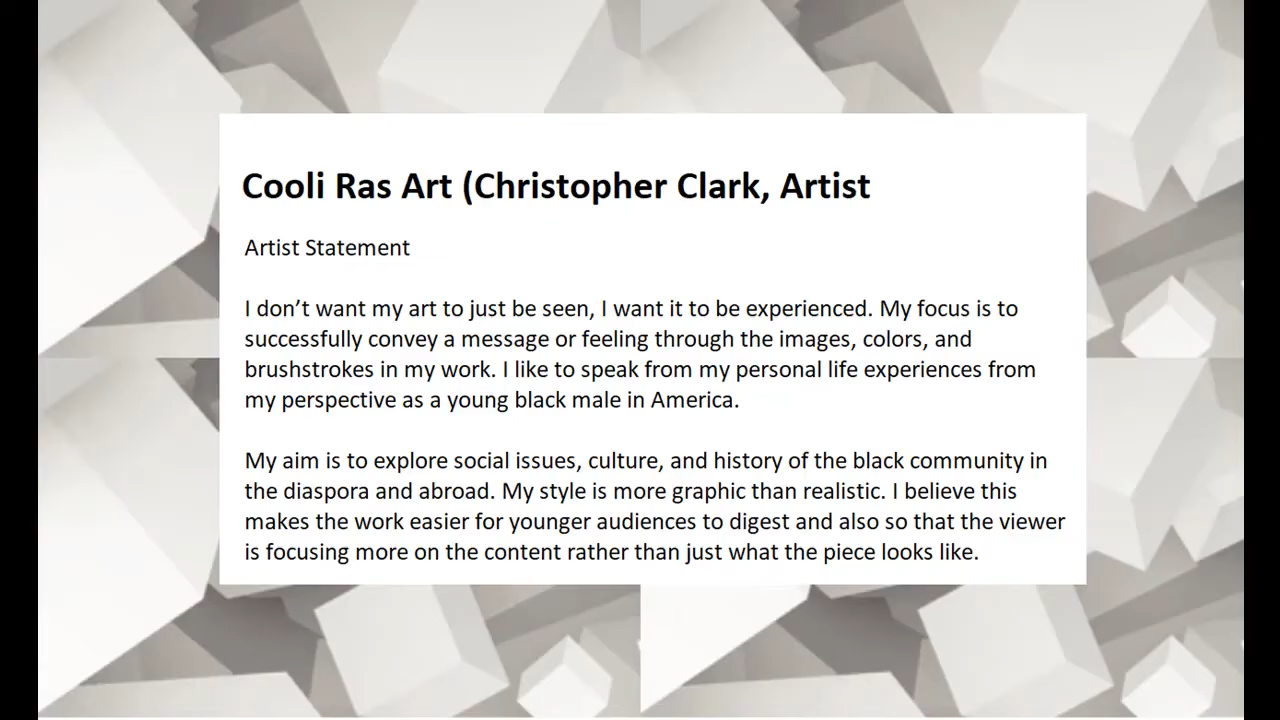 Cooli Ras Art (Christopher Clark, Artist
Artist Statement
I don’t want my art to just be seen, I want it to be experienced. My focus is to
successfully convey a message or feeling through the images, colors, and
brushstrokes in my work. I like to speak from my personal life experiences from
my perspective as a young black male in America.
My aim is to explore social issues, culture, and history of the black community in
the diaspora and abroad. My style is more graphic than realistic. I believe this
makes the work easier for younger audiences to digest and also so that the viewer
is focusing more on the content rather than just what the piece looks like.